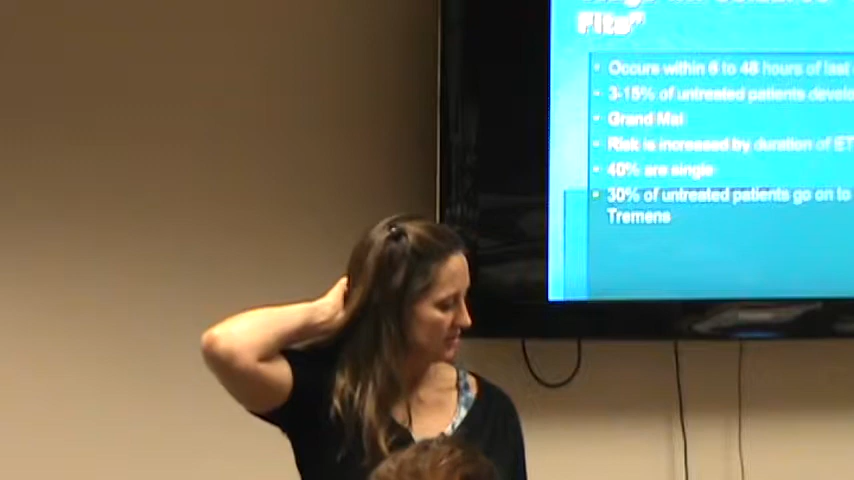 Fits"
Occurs within 6 to 48 hours of last
3-15% of untreated patients develo
Grand Mal
Risk is increased by duration of ET
40% are single
30% of untreated patients go on to
Tremens